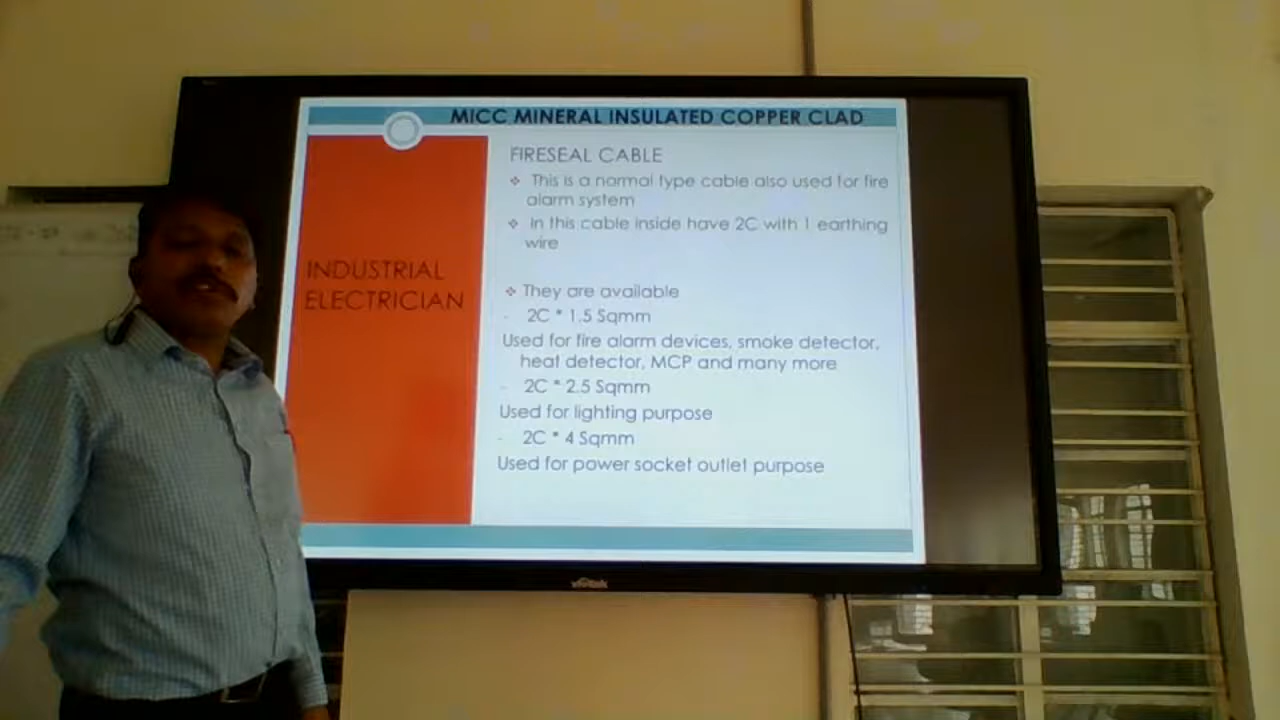 MICC MINERAL INSULATED COPPER CLAD
INDUSTRIAL
ELECTRICIAN
FIRESEAL CABLE
❖ This is a normal type cable also used for fire
alarm system
❖ In this cable inside have 2C with 1 earthing
wire
❖ They are available
- 2C * 1.5 Sqmm
Used for fire alarm devices, smoke detector,
heat detector, MCP and many more
- 2C * 2.5 Sqmm
Used for lighting purpose
- 2C * 4 Sqmm
Used for power socket outlet purpose